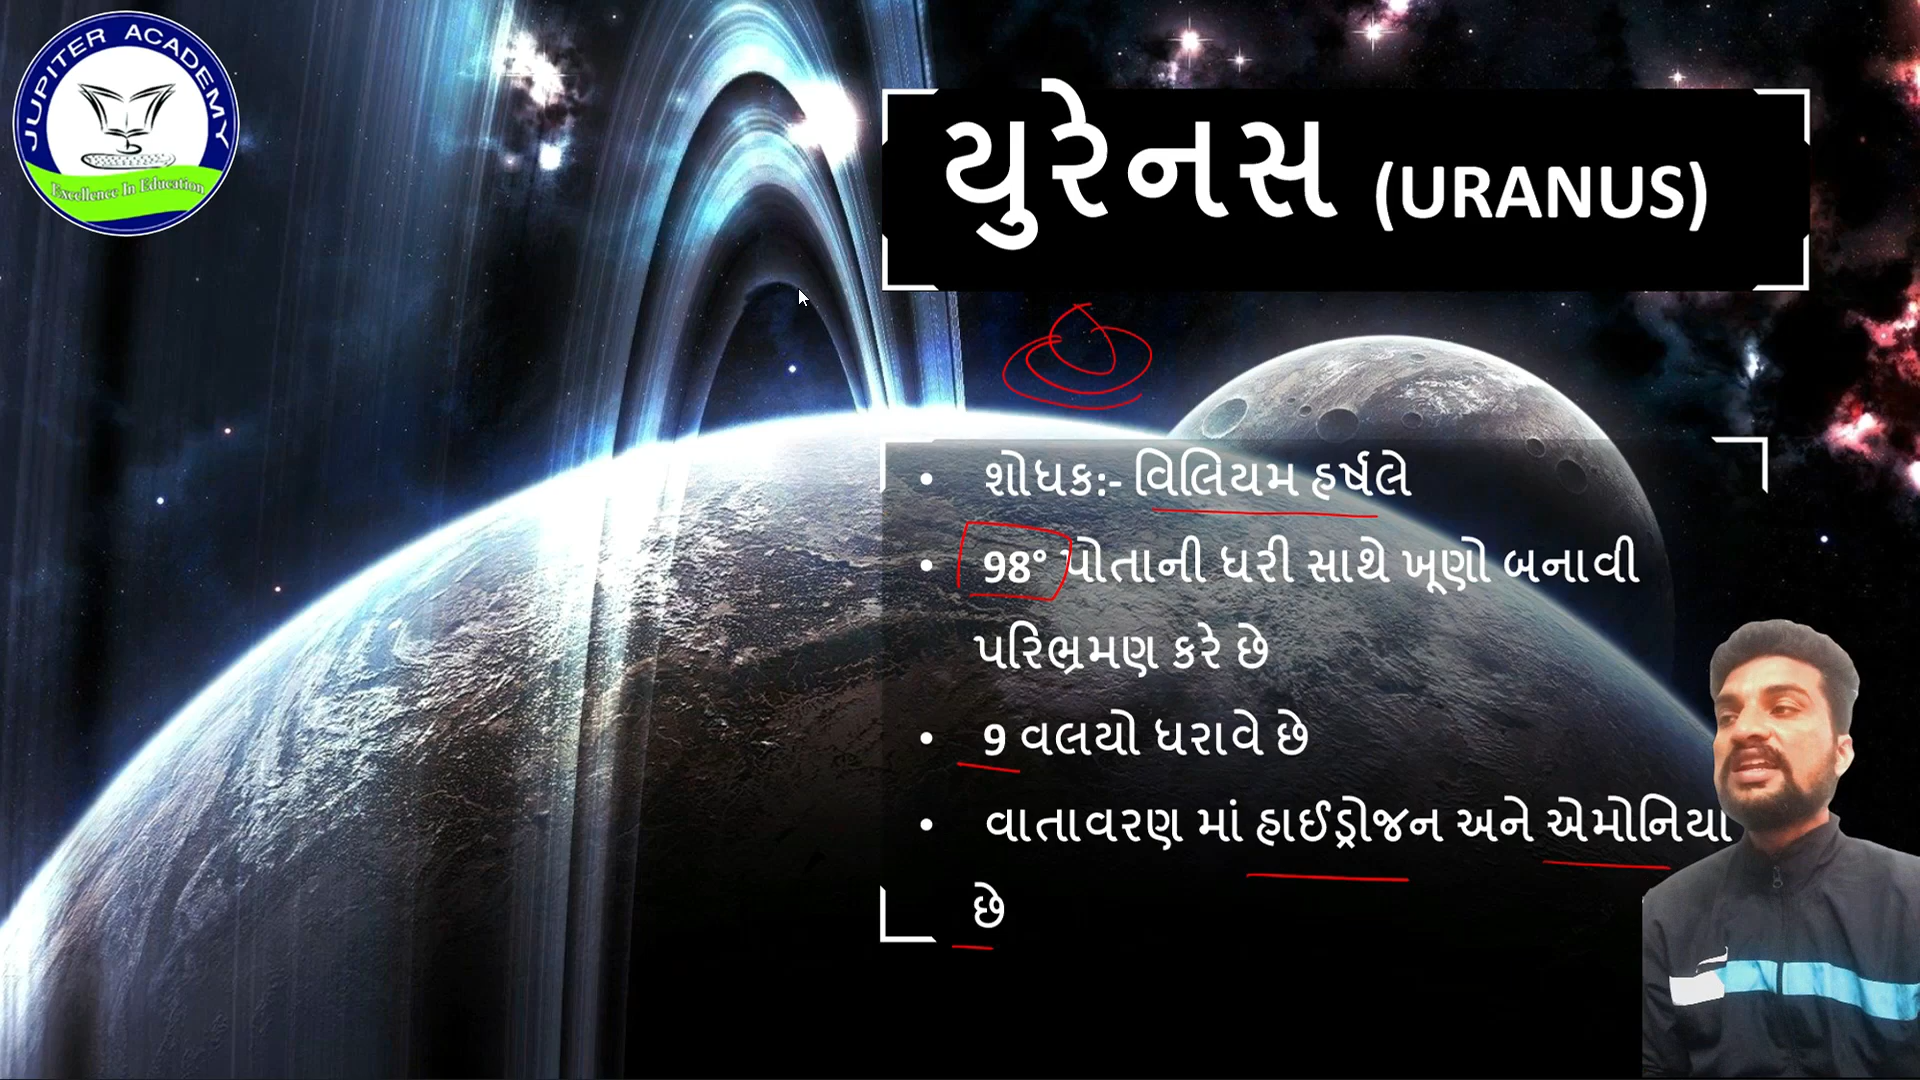 JUPITER ACADEMY
Excellence In Education
યુરેનસ (URANUS)
• શોધક:- વિલિયમ હર્ષલે
• 98° પોતાની ધરી સાથે ખૂણો બનાવી
પરિભ્રમણ કરે છે
• 9 વલયો ધરાવે છે
• વાતાવરણ માં હાઈડ્રોજન અને એમોનિયા
છે